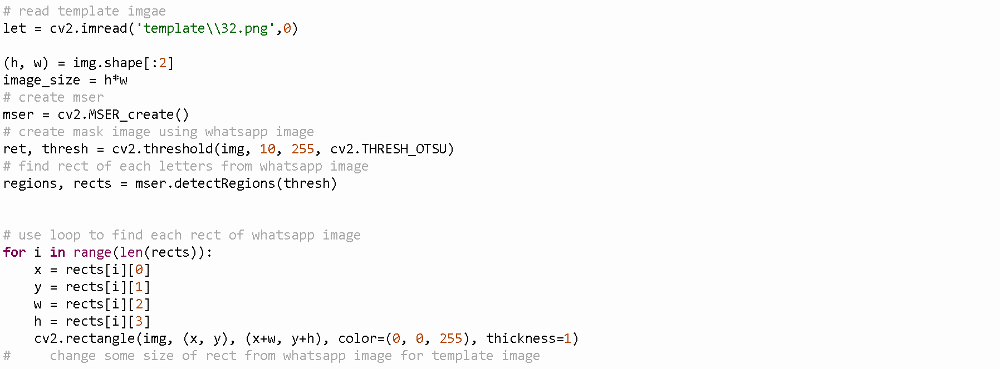 # read template imgae
let = cv2.imread('template\\32.png',0)
(h, w) = img.shape[:2]
image_size = h*w
# create mser
mser = cv2.MSER_create()
# create mask image using whatsapp image
ret, thresh = cv2.threshold(img, 10, 255, cv2.THRESH_OTSU)
# find rect of each letters from whatsapp image
regions, rects = mser.detectRegions(thresh)
# use loop to find each rect of whatsapp image
for i in range(len(rects)):
    x = rects[i][0]
    y = rects[i][1]
    w = rects[i][2]
    h = rects[i][3]
    cv2.rectangle(img, (x, y), (x+w, y+h), color=(0, 0, 255), thickness=1)
#     change some size of rect from whatsapp image for template image